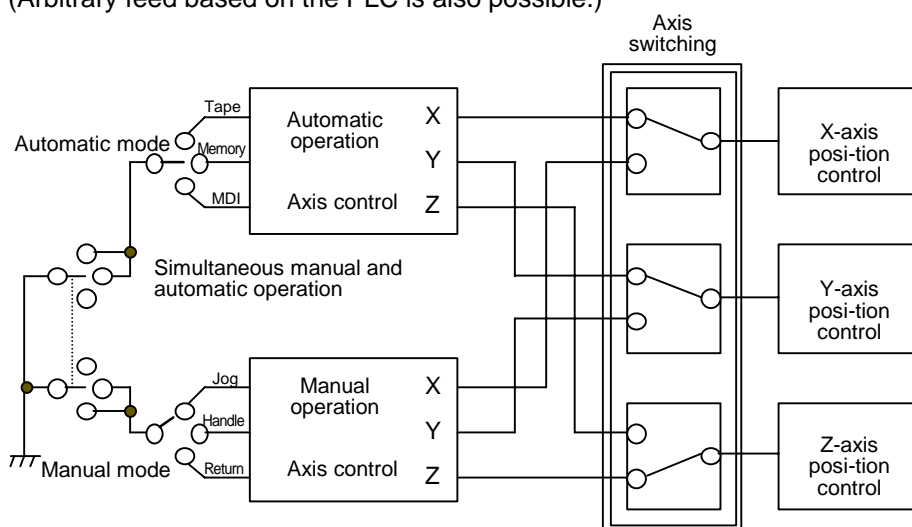 (Arbitrary feed based on the PLC is also possible.)
Axis
switching
Tape
Automatic mode
Memory
MDI
Automatic
operation
Axis control
X
Y
Z
X-axis
posi-tion
control
Simultaneous manual and
automatic operation
Y-axis
posi-tion
control
Jog
Handle
Return
Manual mode
Manual
operation
Axis control
X
Y
Z
Z-axis
posi-tion
control